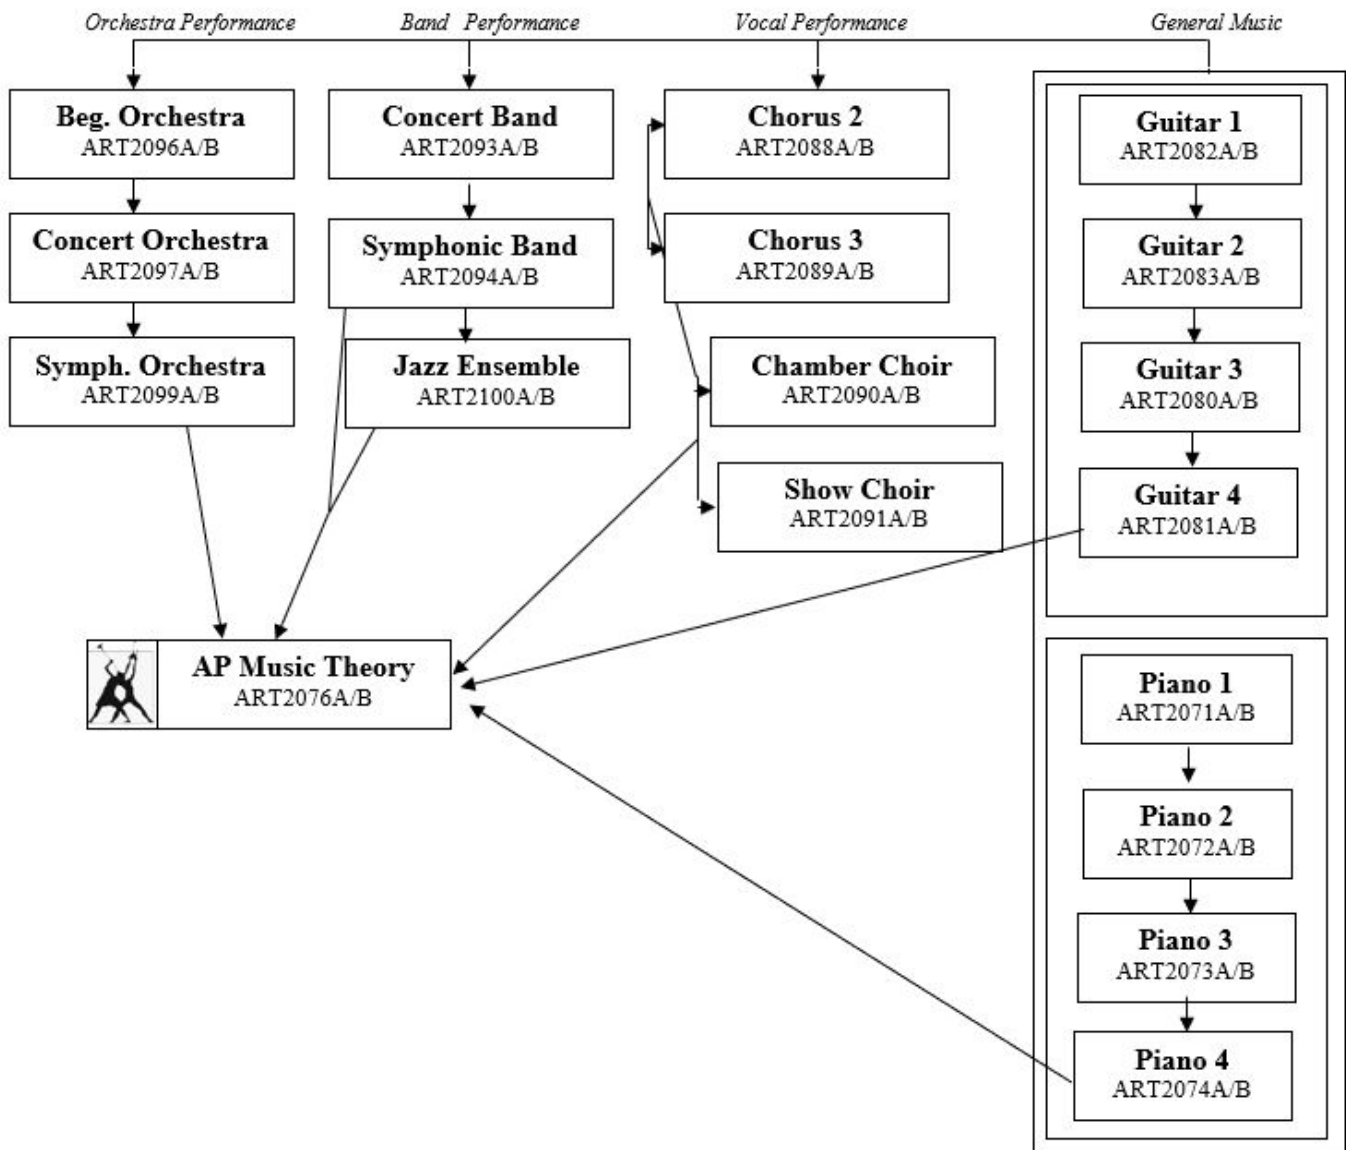 Orchestra Performance
Band Performance
Vocal Performance
General Music
Beg. Orchestra
ART2096A/B
Concert Orchestra
ART2097A/B
Symph. Orchestra
ART2099A/B
Concert Band
ART2093A/B
Symphonic Band
ART2094A/B
Jazz Ensemble
ART2100A/B
Chorus 2
ART2088A/B
Chorus 3
ART2089A/B
Chamber Choir
ART2090A/B
Show Choir
ART2091A/B
Guitar 1
ART2082A/B
Guitar 2
ART2083A/B
Guitar 3
ART2080A/B
Guitar 4
ART2081A/B
AP Music Theory
ART2076A/B
Piano 1
ART2071A/B
Piano 2
ART2072A/B
Piano 3
ART2073A/B
Piano 4
ART2074A/B